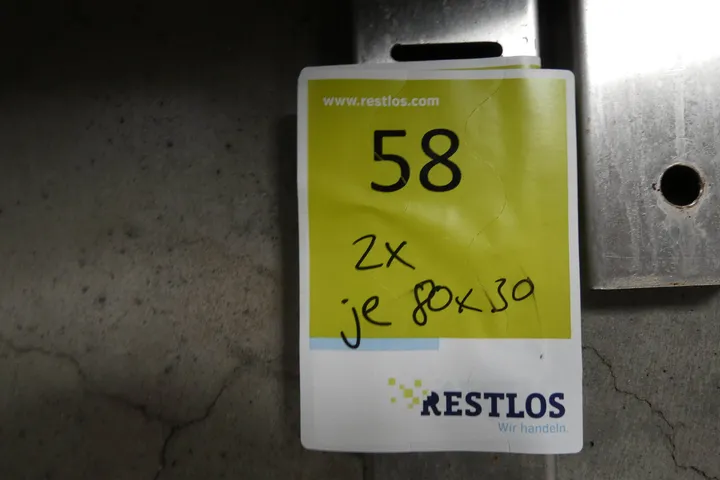 www.restlos.com
58
2x
je 80x30
RESTLOS
Wir handeln.